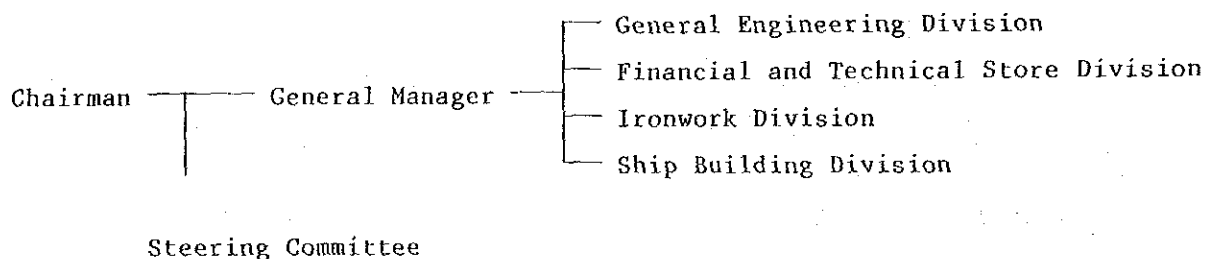 General Engineering Division
Financial and Technical Store Division
Chairman General Manager
Ironwork Division
Ship Building Division
Steering Committee